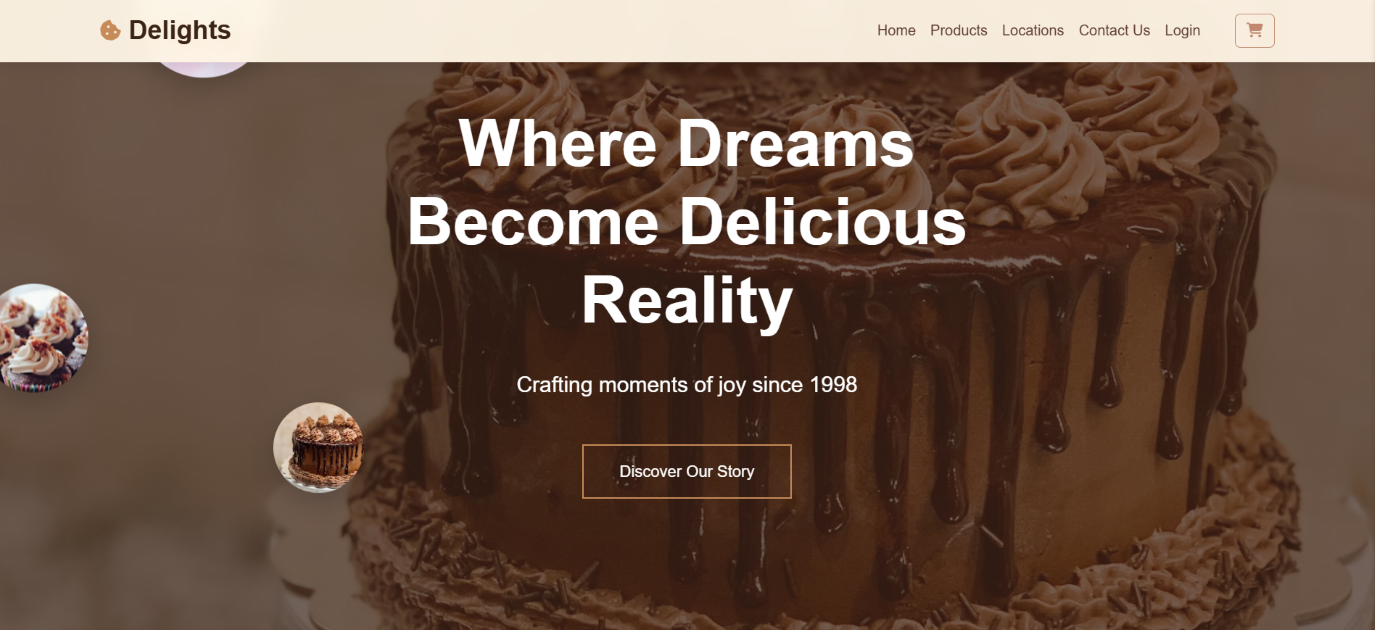 Delights
Home Products Locations Contact Us Login
Where Dreams
Become Delicious
Reality
Crafting moments of joy since 1998
Discover Our Story